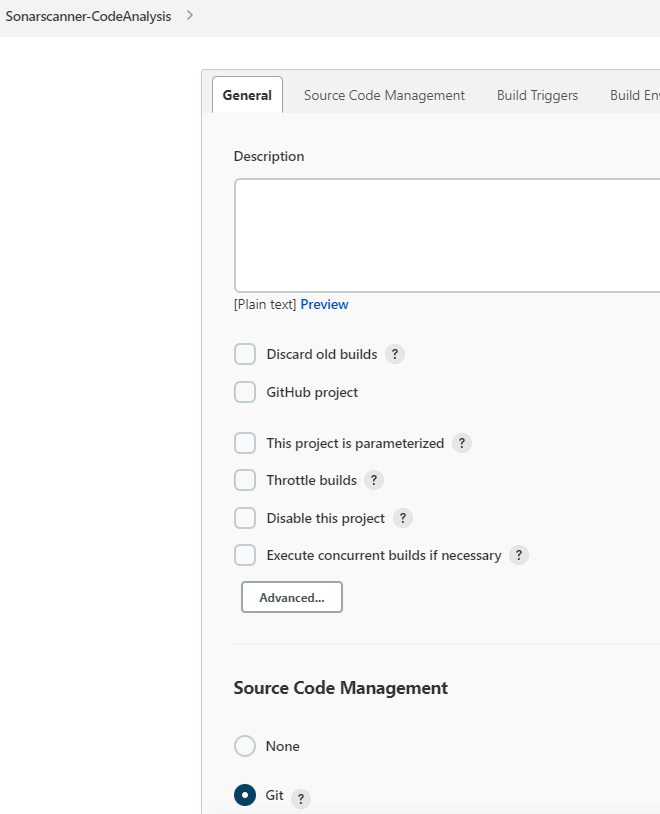 Sonarscanner-CodeAnalysis
General Source Code Management Build Triggers Build En
Description
[Plain text] Preview
Discard old builds ?
GitHub project
This project is parameterized ?
Throttle builds ?
Disable this project ?
Execute concurrent builds if necessary ?
Advanced...
Source Code Management
None
Git ?